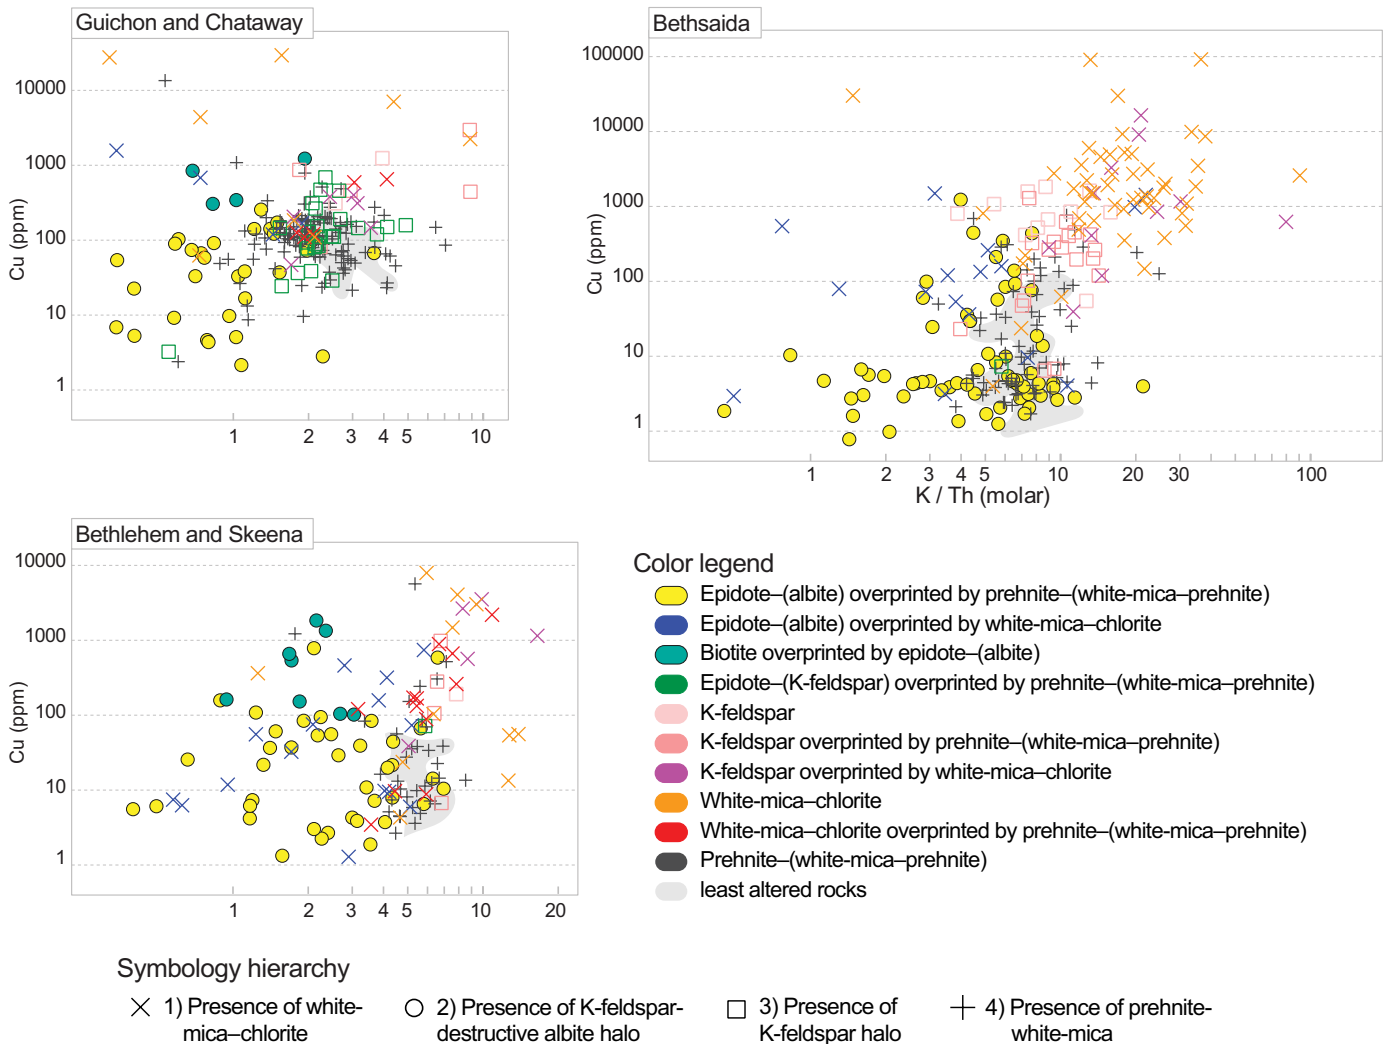 Guichon and Chataway
10000
1000
100
10
1
Cu (ppm)
1 2 3 4 5 10
Bethsaida
100000
10000
1000
100
10
1
Cu (ppm)
1 2 3 4 5 10 20 30 100
K / Th (molar)
Bethlehem and Skeena
10000
1000
100
10
1
Cu (ppm)
1 2 3 4 5 10 20
Color legend
Epidote–(albite) overprinted by prehnite–(white-mica–prehnite)
Epidote–(albite) overprinted by white-mica–chlorite
Biotite overprinted by epidote–(albite)
Epidote–(K-feldspar) overprinted by prehnite–(white-mica–prehnite)
K-feldspar
K-feldspar overprinted by prehnite–(white-mica–prehnite)
K-feldspar overprinted by white-mica–chlorite
White-mica–chlorite
White-mica–chlorite overprinted by prehnite–(white-mica–prehnite)
Prehnite–(white-mica–prehnite)
least altered rocks
Symbology hierarchy
1) Presence of white-
mica–chlorite
2) Presence of K-feldspar-
destructive albite halo
3) Presence of
K-feldspar halo
4) Presence of prehnite-
white-mica